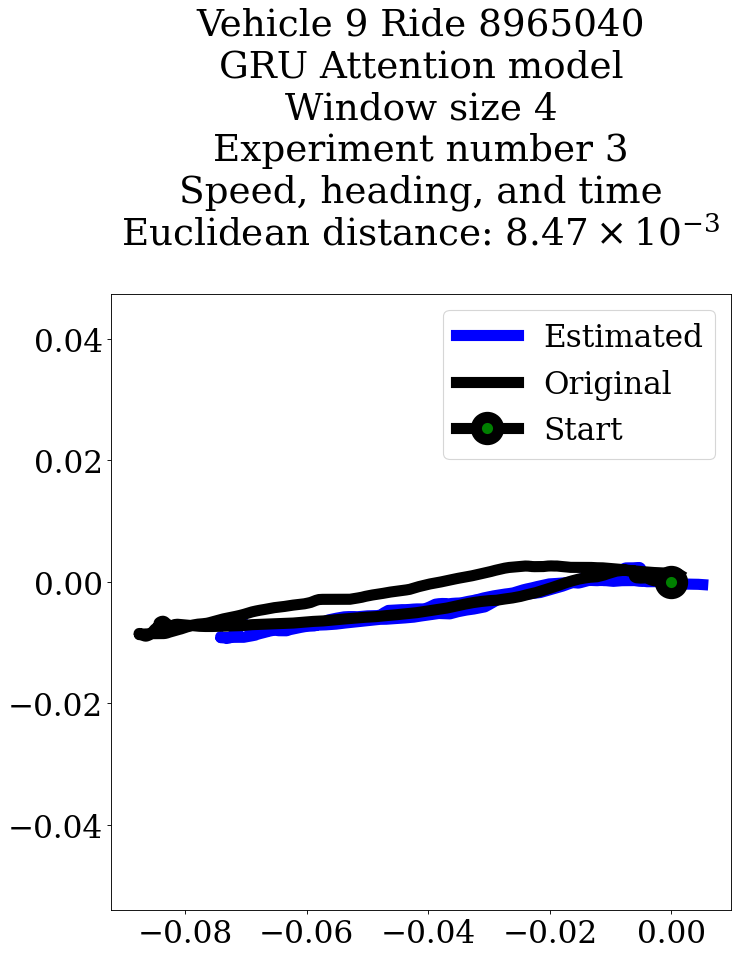 Vehicle 9 Ride 8965040
GRU Attention model
Window size 4
Experiment number 3
Speed, heading, and time
Euclidean distance: 8.47 × 10⁻³
Estimated
Original
Start
0.04
0.02
0.00
−0.02
−0.04
−0.08 −0.06 −0.04 −0.02 0.00